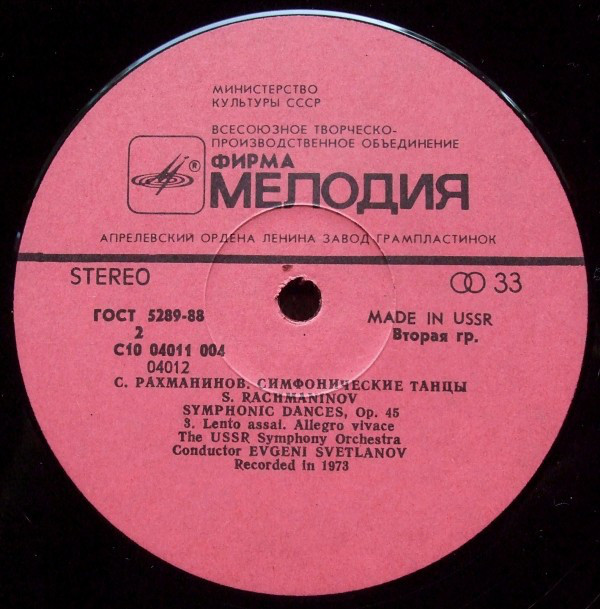 МИНИСТЕРСТВО
КУЛЬТУРЫ СССР
ВСЕСОЮЗНОЕ ТВОРЧЕСКО-
ПРОИЗВОДСТВЕННОЕ ОБЪЕДИНЕНИЕ
®
ФИРМА
МЕЛОДИЯ
АПРЕЛЕВСКИЙ ОРДЕНА ЛЕНИНА ЗАВОД ГРАМПЛАСТИНОК
STEREO 33
ГОСТ 5289-88 MADE IN USSR
2 Вторая гр.
С10 04011 004
04012
С. РАХМАНИНОВ. СИМФОНИЧЕСКИЕ ТАНЦЫ
S. RACHMANINOV
SYMPHONIC DANCES, Op. 45
3. Lento assai. Allegro vivace
The USSR Symphony Orchestra
Conductor EVGENI SVETLANOV
Recorded in 1973